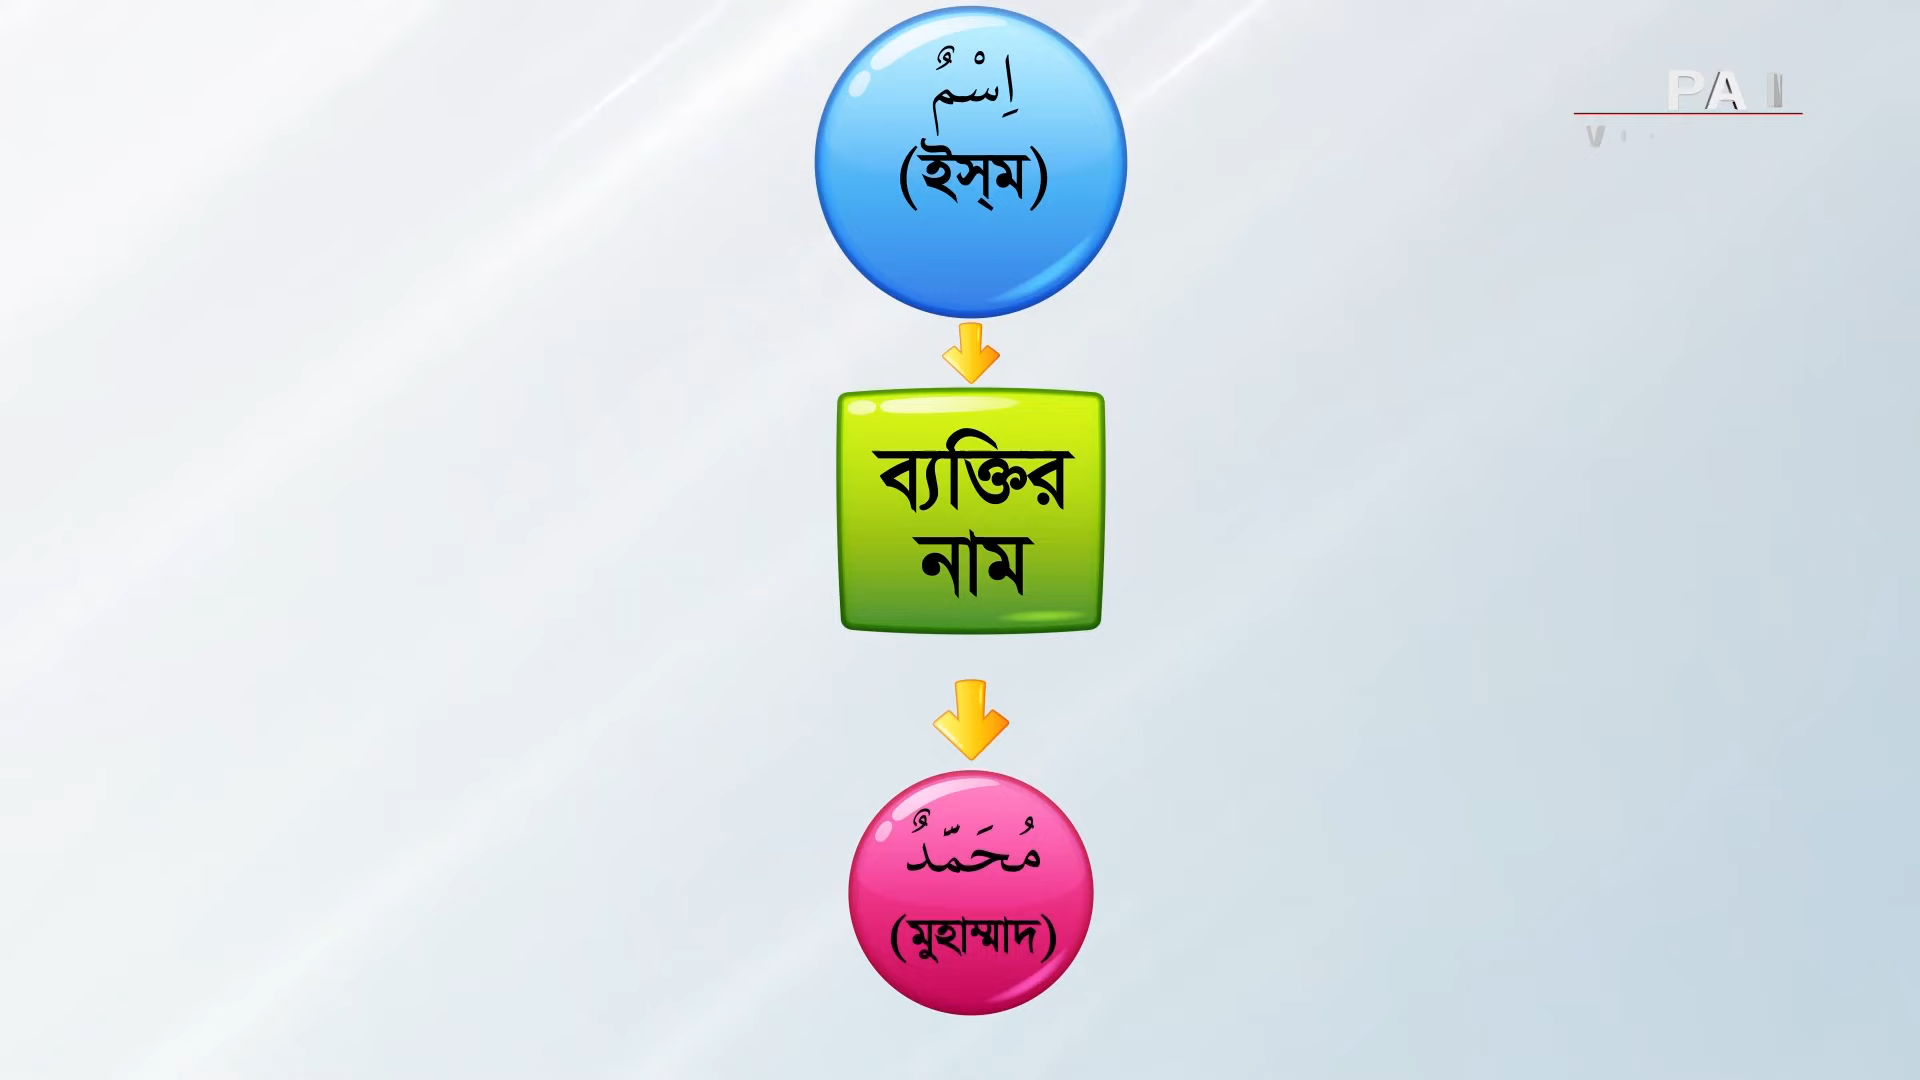 اِسْمٌ
(ইস্‌ম)
ব্যক্তির
নাম
مُحَمَّدٌ
(মুহাম্মাদ)